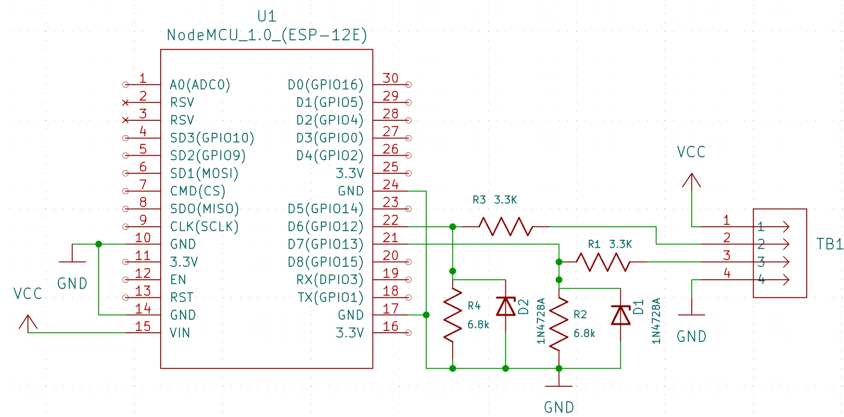 U1
NodeMCU_1.0_(ESP-12E)
1 A0(ADC0) D0(GPIO16) 30
2 RSV D1(GPIO5) 29
3 RSV D2(GPIO4) 28
4 SD3(GPIO10) D3(GPIO0) 27
5 SD2(GPIO9) D4(GPIO2) 26
6 SD1(MOSI) 3.3V 25
7 CMD(CS) GND 24
8 SDO(MISO) D5(GPIO14) 23
9 CLK(SCLK) D6(GPIO12) 22
10 GND D7(GPIO13) 21
11 3.3V D8(GPIO15) 20
12 EN RX(DPIO3) 19
13 RST TX(GPIO1) 18
14 GND GND 17
15 VIN 3.3V 16
GND
VCC
R3 3.3K
R1 3.3K
R4
6.8k
D2
1N4728A
R2
6.8k
D1
1N4728A
GND
VCC
1 1
2 2
3 3
4 4
TB1
GND